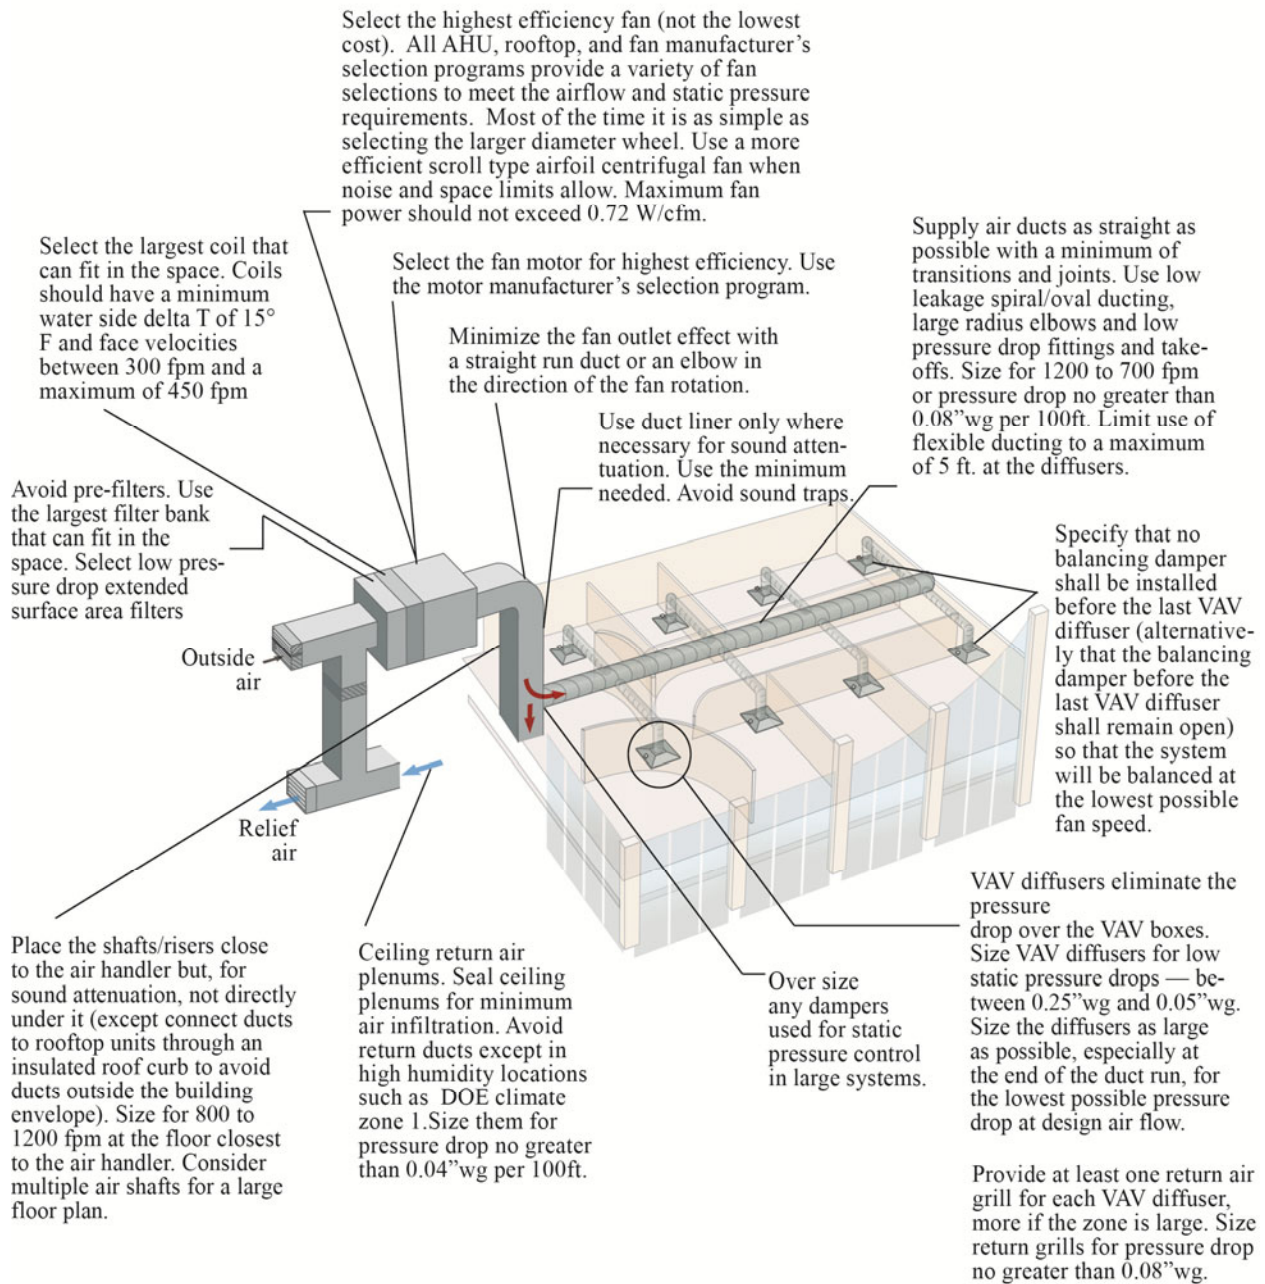 Select the highest efficiency fan (not the lowest
cost).  All AHU, rooftop, and fan manufacturer’s
selection programs provide a variety of fan
selections to meet the airflow and static pressure
requirements.  Most of the time it is as simple as
selecting the larger diameter wheel. Use a more
efficient scroll type airfoil centrifugal fan when
noise and space limits allow. Maximum fan
power should not exceed 0.72 W/cfm.
Select the largest coil that
can fit in the space. Coils
should have a minimum
water side delta T of 15°
F and face velocities
between 300 fpm and a
maximum of 450 fpm
Select the fan motor for highest efficiency. Use
the motor manufacturer’s selection program.
Minimize the fan outlet effect with
a straight run duct or an elbow in
the direction of the fan rotation.
Use duct liner only where
necessary for sound atten-
tuation. Use the minimum
needed. Avoid sound traps.
Supply air ducts as straight as
possible with a minimum of
transitions and joints. Use low
leakage spiral/oval ducting,
large radius elbows and low
pressure drop fittings and take-
offs. Size for 1200 to 700 fpm
or pressure drop no greater than
0.08”wg per 100ft. Limit use of
flexible ducting to a maximum
of 5 ft. at the diffusers.
Avoid pre-filters. Use
the largest filter bank
that can fit in the
space. Select low pres-
sure drop extended
surface area filters
Specify that no
balancing damper
shall be installed
before the last VAV
diffuser (alternative-
ly that the balancing
damper before the
last VAV diffuser
shall remain open)
so that the system
will be balanced at
the lowest possible
fan speed.
Outside
air
Relief
air
Place the shafts/risers close
to the air handler but, for
sound attenuation, not directly
under it (except connect ducts
to rooftop units through an
insulated roof curb to avoid
ducts outside the building
envelope). Size for 800 to
1200 fpm at the floor closest
to the air handler. Consider
multiple air shafts for a large
floor plan.
Ceiling return air
plenums. Seal ceiling
plenums for minimum
air infiltration. Avoid
return ducts except in
high humidity locations
such as  DOE climate
zone 1.Size them for
pressure drop no greater
than 0.04”wg per 100ft.
Over size
any dampers
used for static
pressure control
in large systems.
VAV diffusers eliminate the
pressure
drop over the VAV boxes.
Size VAV diffusers for low
static pressure drops — be-
tween 0.25”wg and 0.05”wg.
Size the diffusers as large
as possible, especially at
the end of the duct run, for
the lowest possible pressure
drop at design air flow.
Provide at least one return air
grill for each VAV diffuser,
more if the zone is large. Size
return grills for pressure drop
no greater than 0.08”wg.